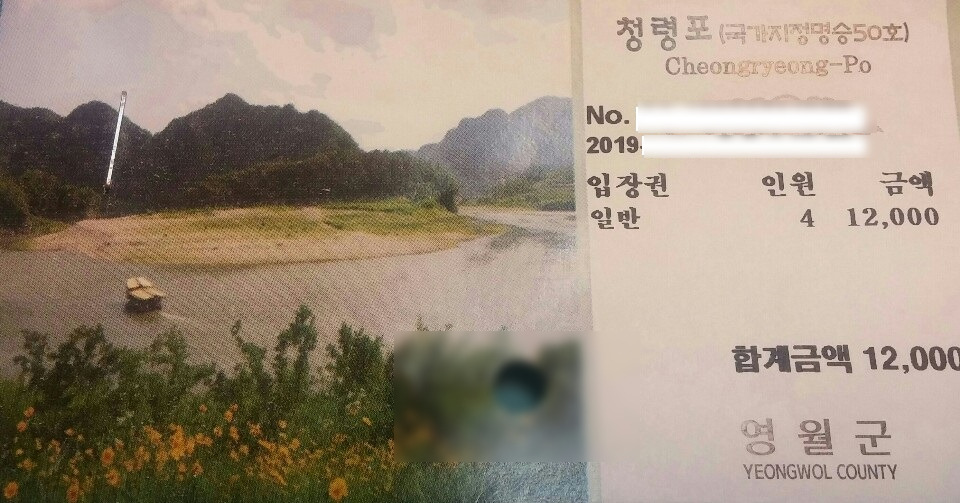 청령포 (국가지정명승50호)
Cheongryeong-Po
No.
2019-
입장권 인원 금액
일반 4 12,000
합계금액 12,000
영월군
YEONGWOL COUNTY